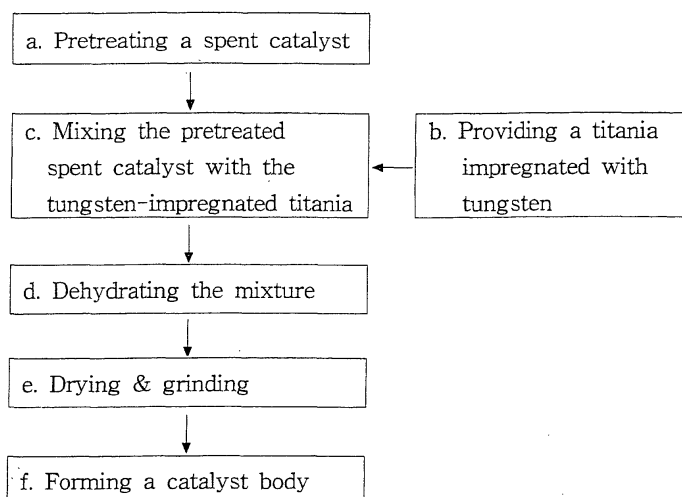 a. Pretreating a spent catalyst
c. Mixing the pretreated
spent catalyst with the
tungsten-impregnated titania
b. Providing a titania
impregnated with
tungsten
d. Dehydrating the mixture
e. Drying & grinding
f. Forming a catalyst body